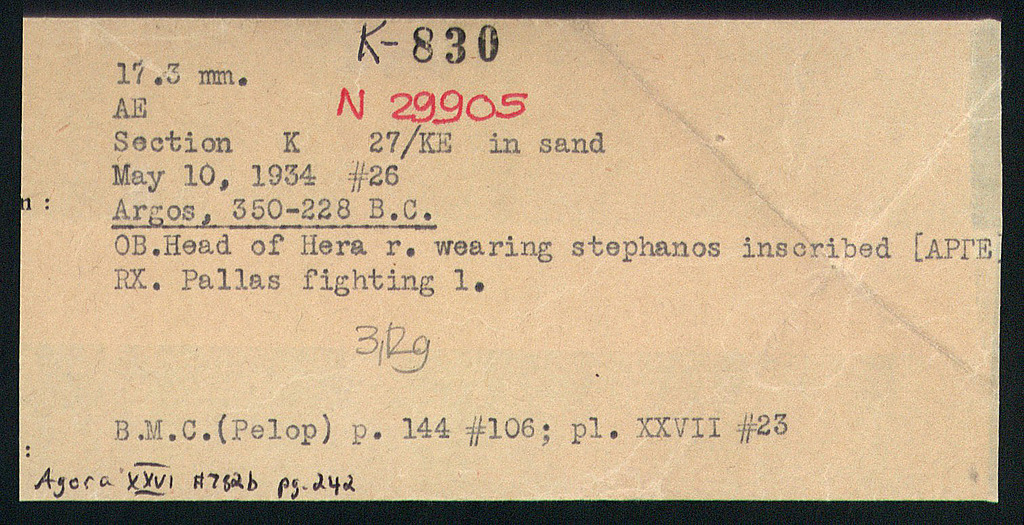 K-830
17.3 mm.
AE N 29905
Section K 27/KE in sand
May 10, 1934 #26
n :
Argos, 350-228 B.C.
OB.Head of Hera r. wearing stephanos inscribed [ΑΡΓΕ
RX. Pallas fighting l.
3,12g
B.M.C.(Pelop) p. 144 #106; pl. XXVII #23
:
Agora XXVI #782b pg. 242